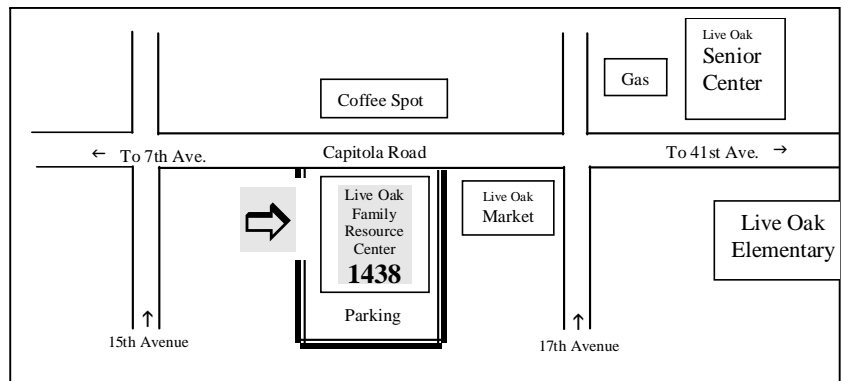 Live Oak
Senior
Center
Gas
Coffee Spot
← To 7th Ave.
Capitola Road
To 41st Ave. →
Live Oak
Family
Resource
Center
1438
Live Oak
Market
Live Oak
Elementary
Parking
↑
15th Avenue
↑
17th Avenue